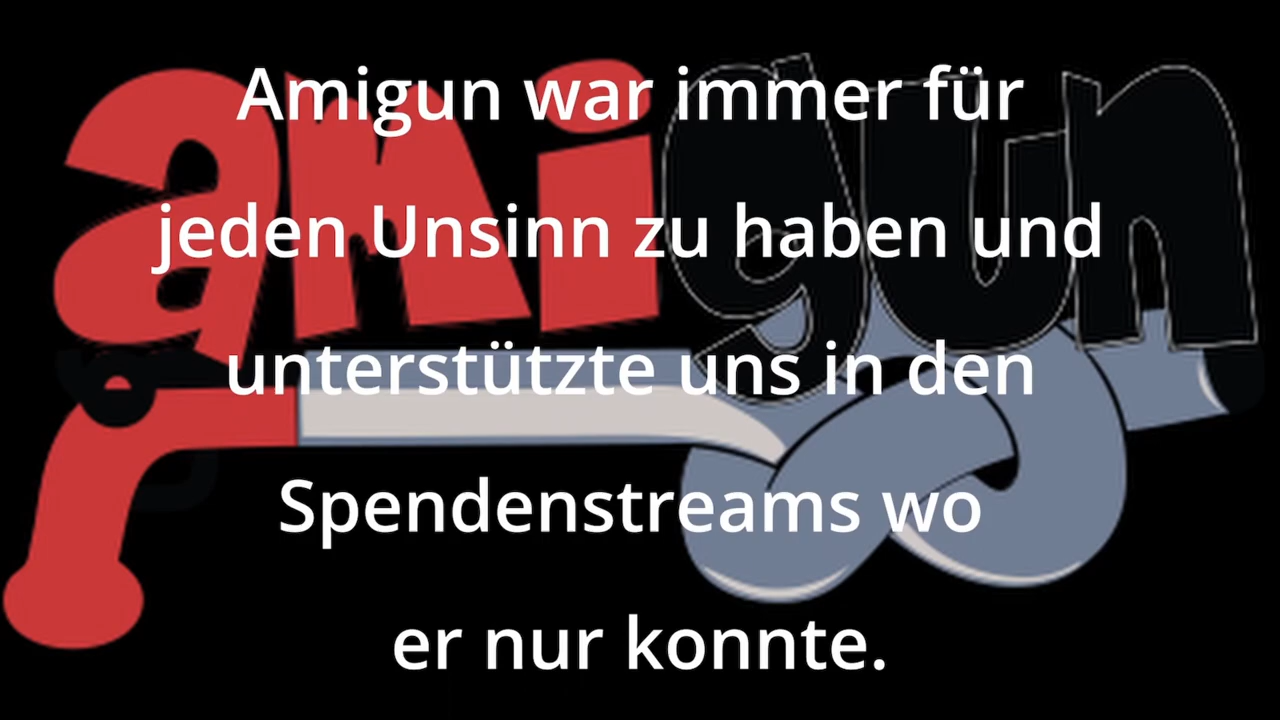 amigun
Amigun war immer für
jeden Unsinn zu haben und
unterstützte uns in den
Spendenstreams wo
er nur konnte.